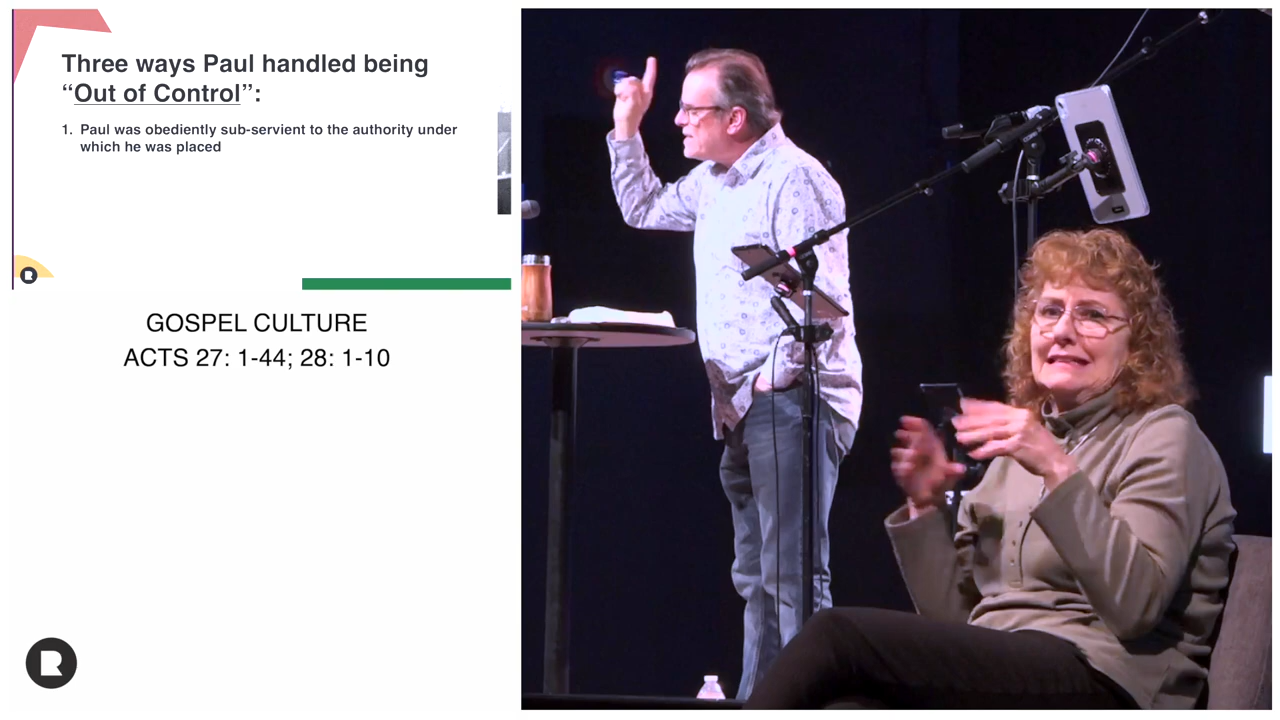 Three ways Paul handled being
“Out of Control”:
1. Paul was obediently sub-servient to the authority under
which he was placed
R
GOSPEL CULTURE
ACTS 27: 1-44; 28: 1-10
R